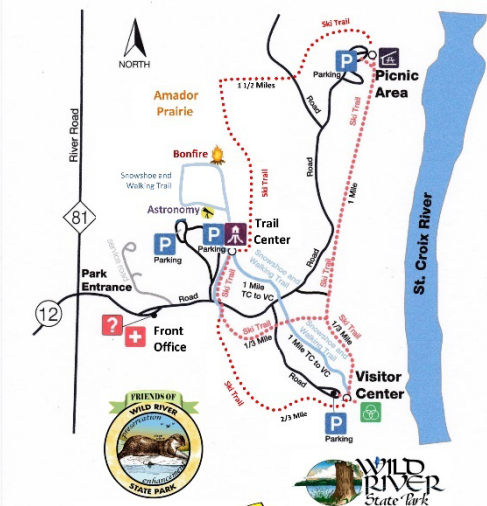 NORTH
River Road
81
12
Amador
Prairie
1 1/2 Miles
Ski Trail
P
Parking
Picnic
Area
Road
Road
Ski Trail
Ski Trail
1 Mile
Ski Trail
St. Croix River
Bonfire
Snowshoe and
Walking Trail
Astronomy
P
Parking
P
Parking
Trail
Center
Service road
Park
Entrance
Road
?
Front
Office
Ski Trail
Snowshoe and
Walking Trail
1 Mile
TC to VC
Ski Trail
1/3 Mile
Snowshoe and
Walking Trail
1 Mile TC to VC
1/3 Mile
Road
Ski Trail
2/3 Mile
P
Parking
Visitor
Center
FRIENDS OF
WILD RIVER
Preservation
enhancement
STATE PARK
WILD
RIVER
State Park